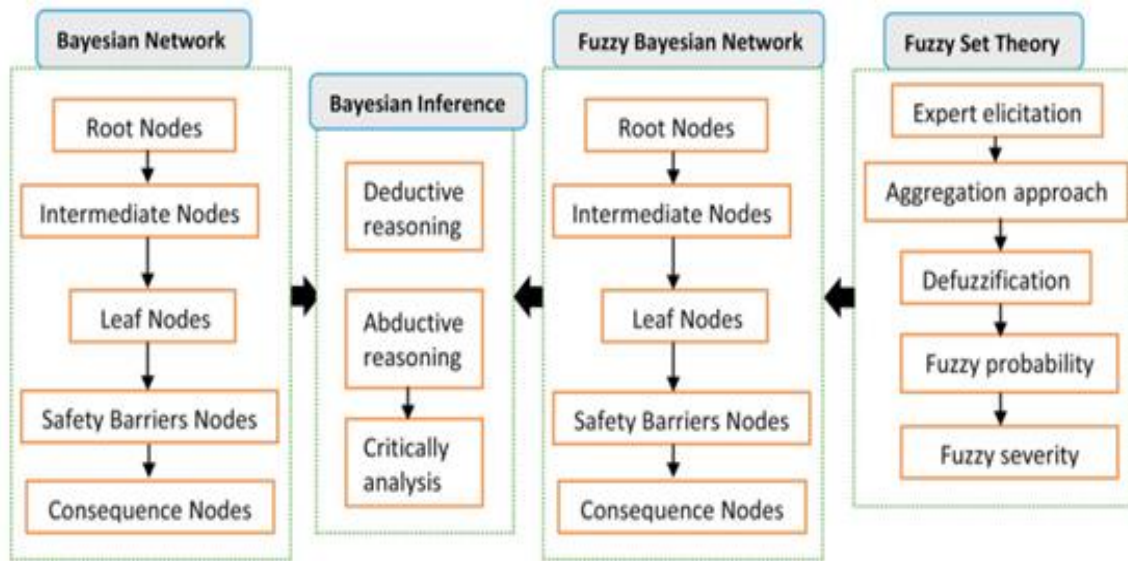 Bayesian Network
Root Nodes
Intermediate Nodes
Leaf Nodes
Safety Barriers Nodes
Consequence Nodes
Bayesian Inference
Deductive
reasoning
Abductive
reasoning
Critically
analysis
Fuzzy Bayesian Network
Root Nodes
Intermediate Nodes
Leaf Nodes
Safety Barriers Nodes
Consequence Nodes
Fuzzy Set Theory
Expert elicitation
Aggregation approach
Defuzzification
Fuzzy probability
Fuzzy severity